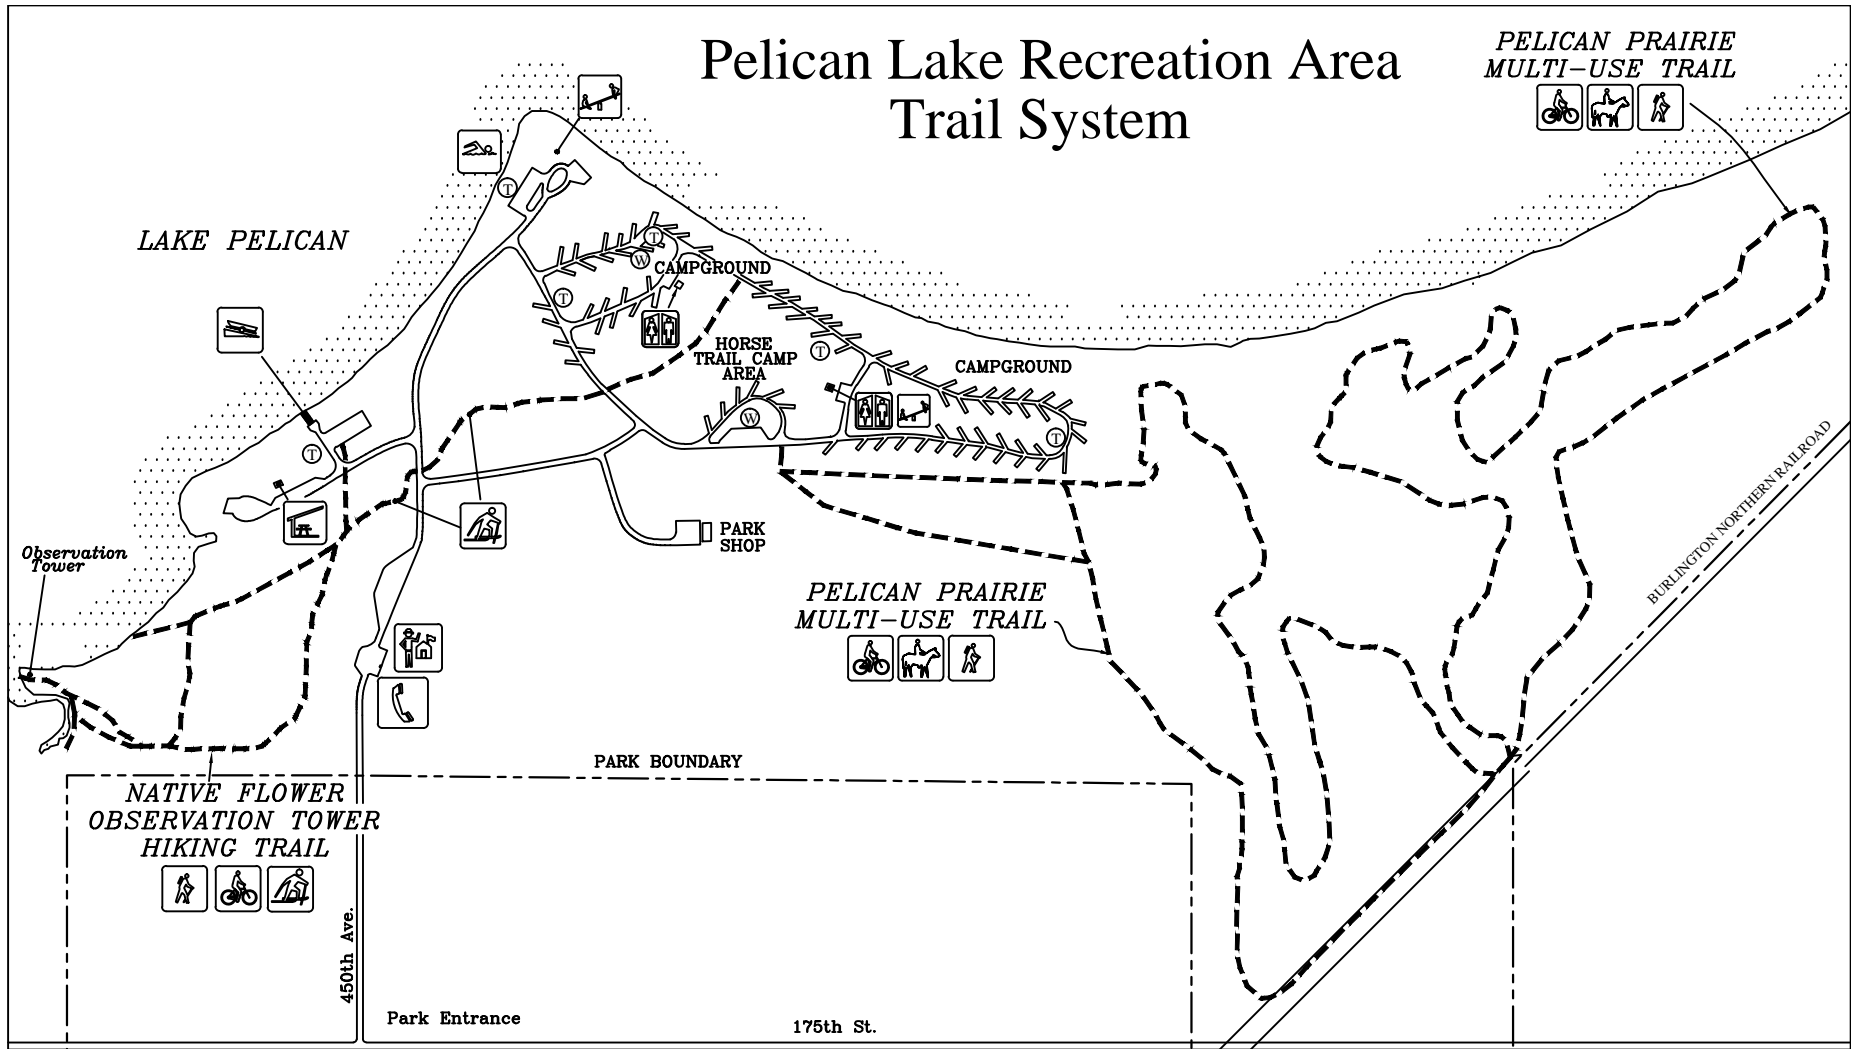 Pelican Lake Recreation Area
Trail System
PELICAN PRAIRIE
MULTI-USE TRAIL
LAKE PELICAN
T
T
W
CAMPGROUND
T
HORSE
TRAIL CAMP
AREA
T
CAMPGROUND
W
T
T
BURLINGTON NORTHERN RAILROAD
PARK
SHOP
Observation
Tower
PELICAN PRAIRIE
MULTI-USE TRAIL
PARK BOUNDARY
NATIVE FLOWER
OBSERVATION TOWER
HIKING TRAIL
450th Ave.
Park Entrance
175th St.